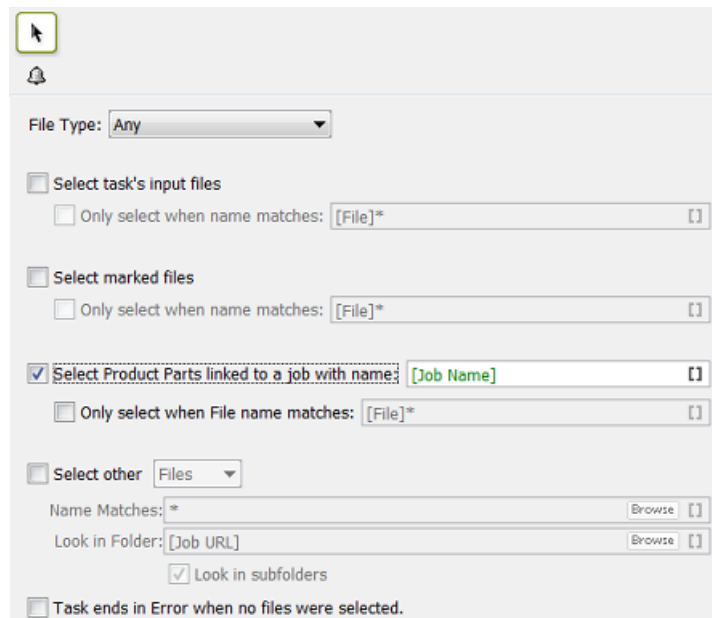 File Type: Any
Select task's input files
Only select when name matches: [File]* []
Select marked files
Only select when name matches: [File]* []
Select Product Parts linked to a job with name: [Job Name] []
Only select when File name matches: [File]* []
Select other Files
Name Matches: * Browse []
Look in Folder: [Job URL] Browse []
Look in subfolders
Task ends in Error when no files were selected.